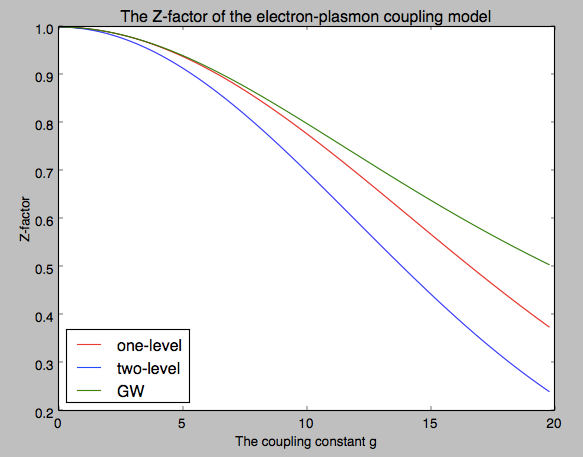 The Z-factor of the electron-plasmon coupling model
1.0
0.9
0.8
0.7
0.6
0.5
0.4
0.3
0.2
Z-factor
one-level
two-level
GW
0 5 10 15 20
The coupling constant g